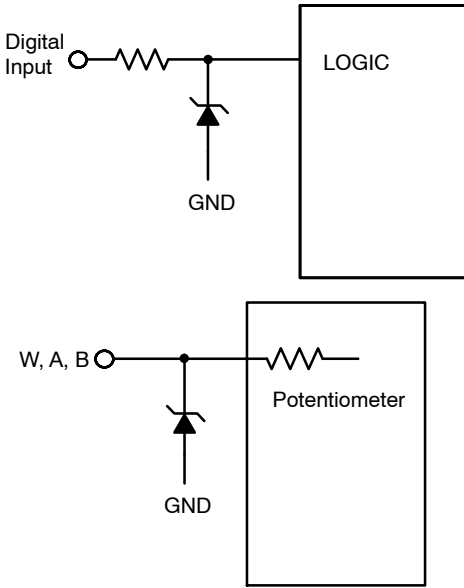 Digital
Input
LOGIC
GND
W, A, B
Potentiometer
GND